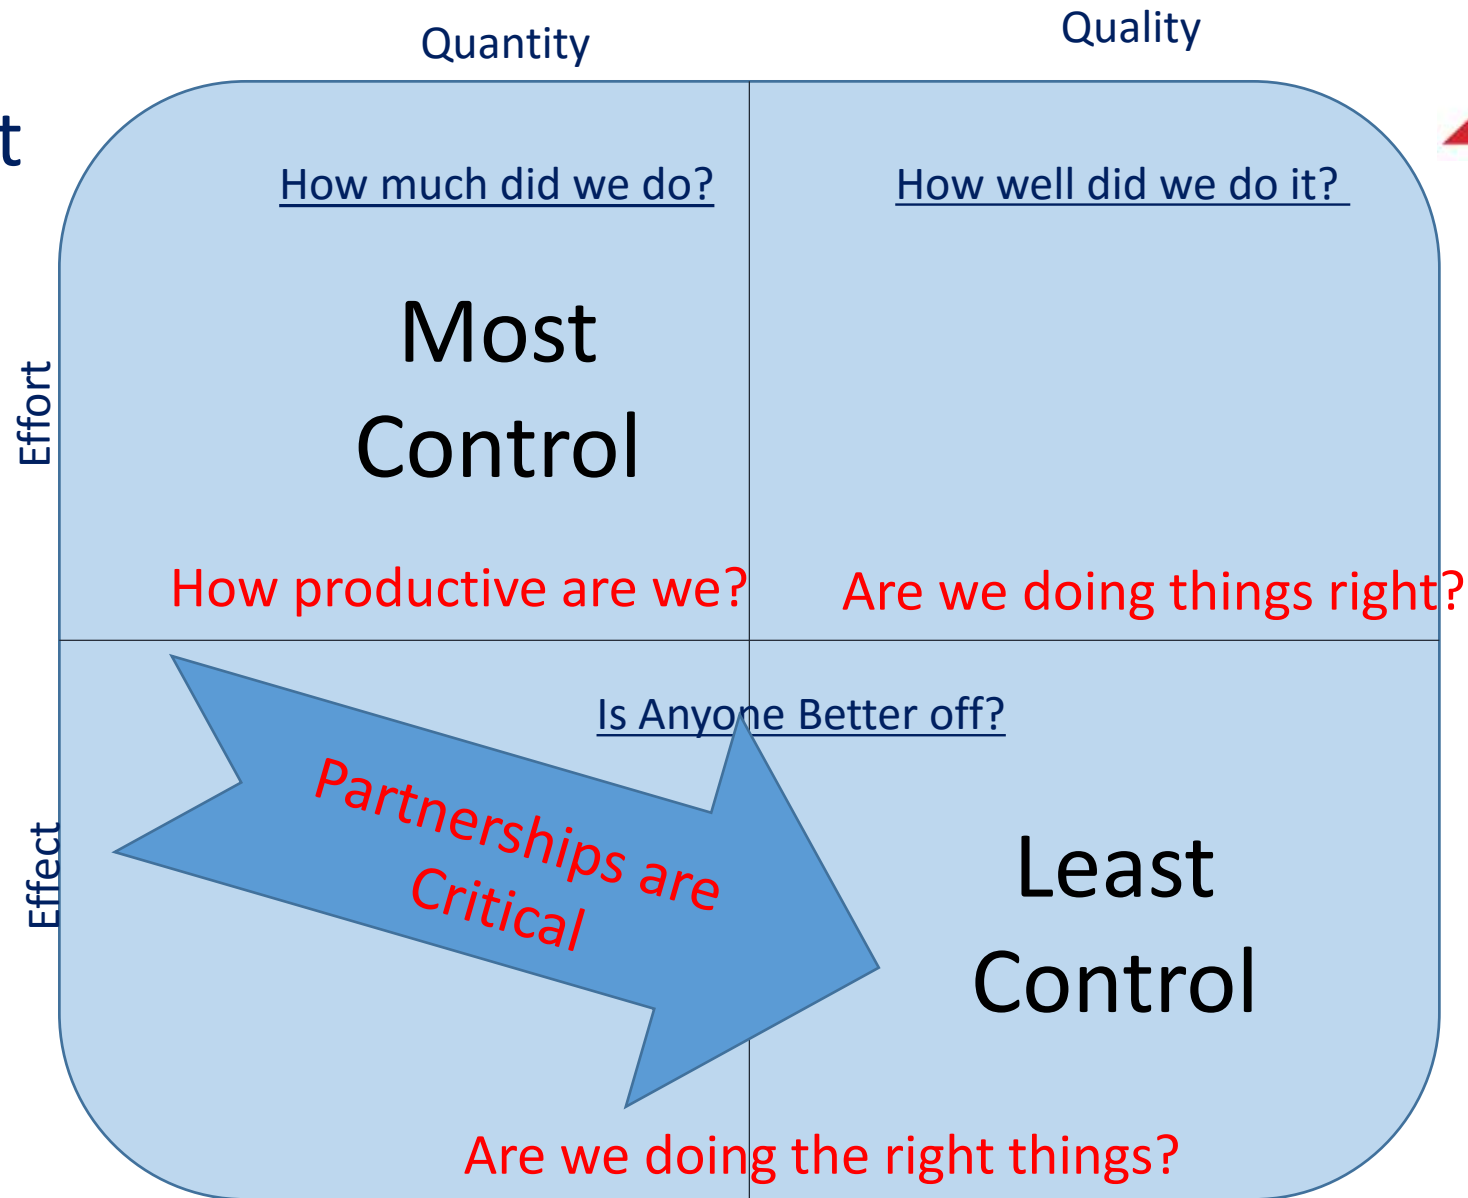 Quantity
Quality
t
How much did we do?
How well did we do it?
Most
Control
Effort
How productive are we?
Are we doing things right?
Is Anyone Better off?
Partnerships are
Critical
Effect
Least
Control
Are we doing the right things?